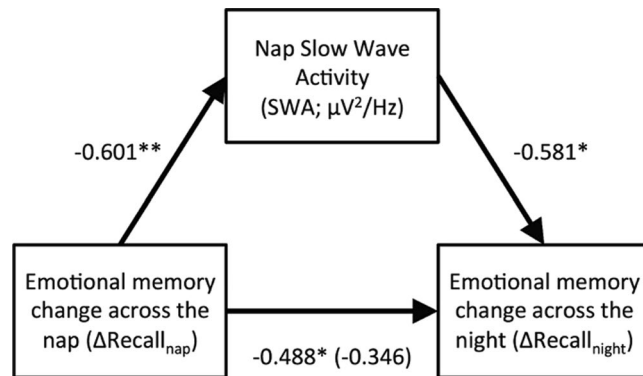 Nap Slow Wave
Activity
(SWA; µV²/Hz)
-0.601**
-0.581*
Emotional memory
change across the
nap (ΔRecallnap)
Emotional memory
change across the
night (ΔRecallnight)
-0.488* (-0.346)